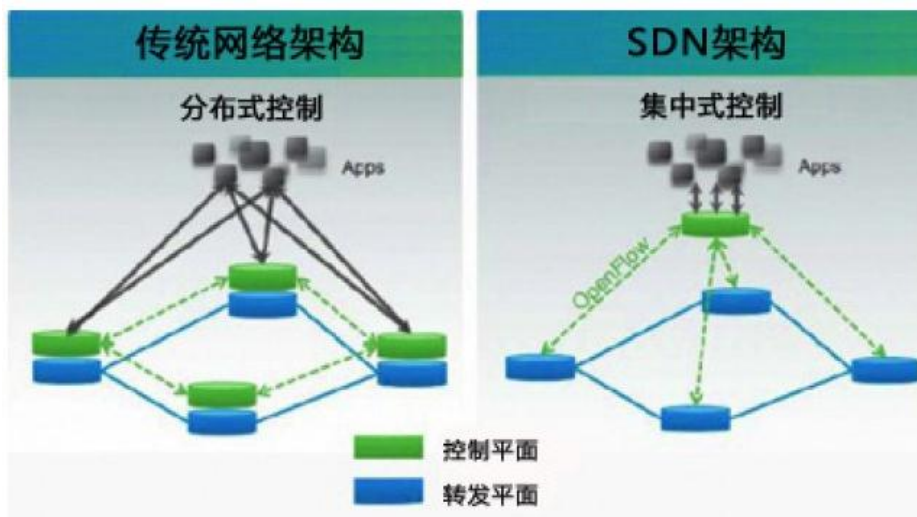 传统网络架构
分布式控制
Apps
SDN架构
集中式控制
Apps
OpenFlow
控制平面
转发平面